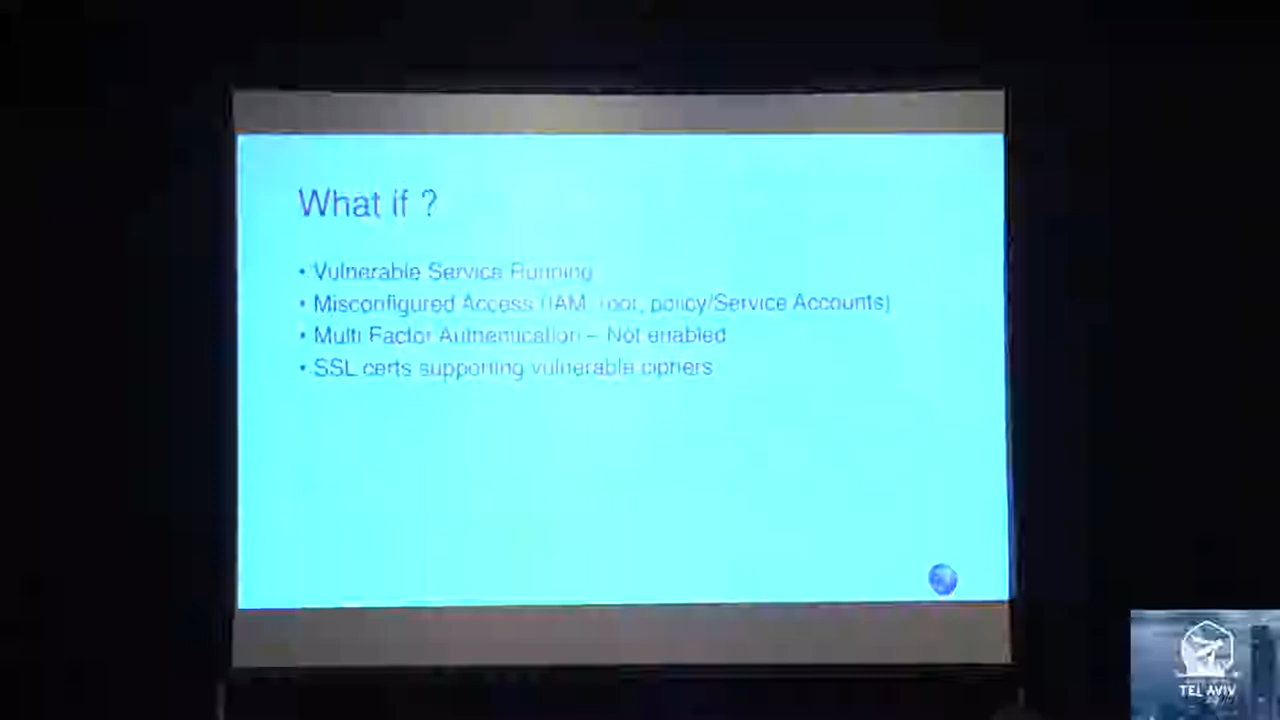 What if ?
• Vulnerable Service Running
• Misconfigured Access (IAM, root, policy/Service Accounts)
• Multi Factor Authentication – Not enabled
• SSL certs supporting vulnerable ciphers
TEL AVIV